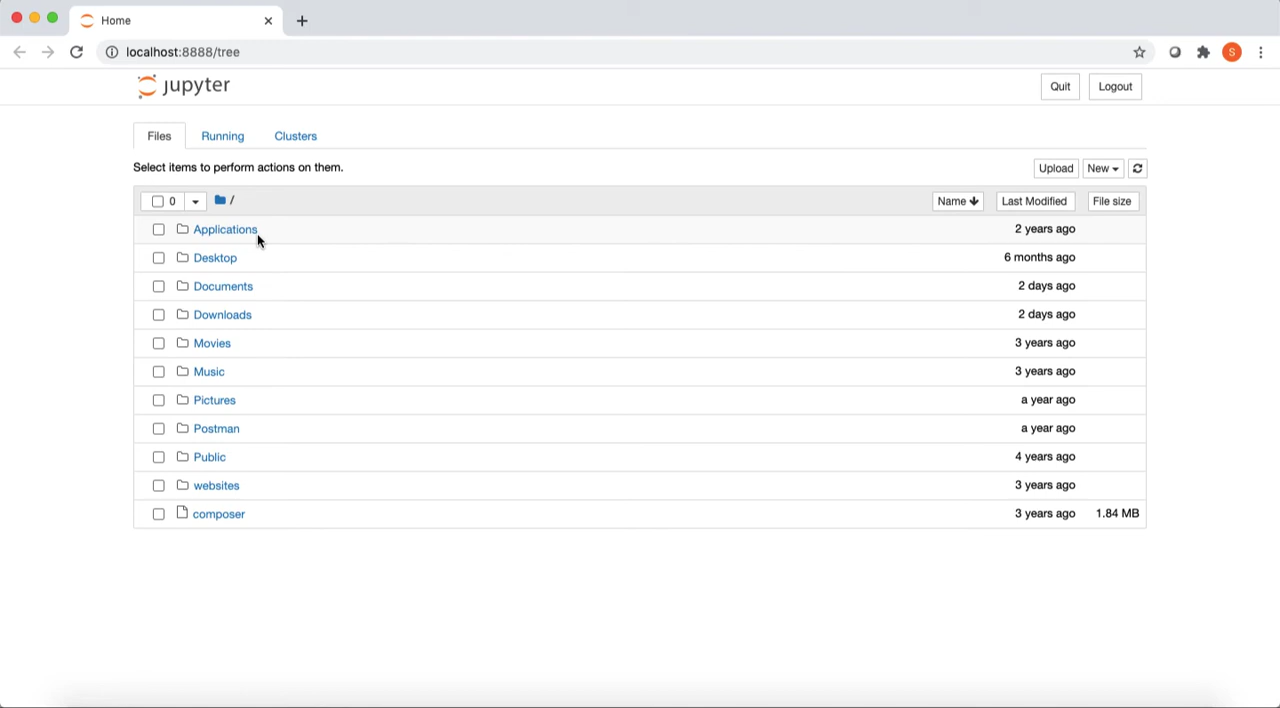 Home
localhost:8888/tree
S
jupyter
Quit Logout
Files Running Clusters
Select items to perform actions on them.
Upload New
0 / Name Last Modified File size
Applications 2 years ago
Desktop 6 months ago
Documents 2 days ago
Downloads 2 days ago
Movies 3 years ago
Music 3 years ago
Pictures a year ago
Postman a year ago
Public 4 years ago
websites 3 years ago
composer 3 years ago 1.84 MB